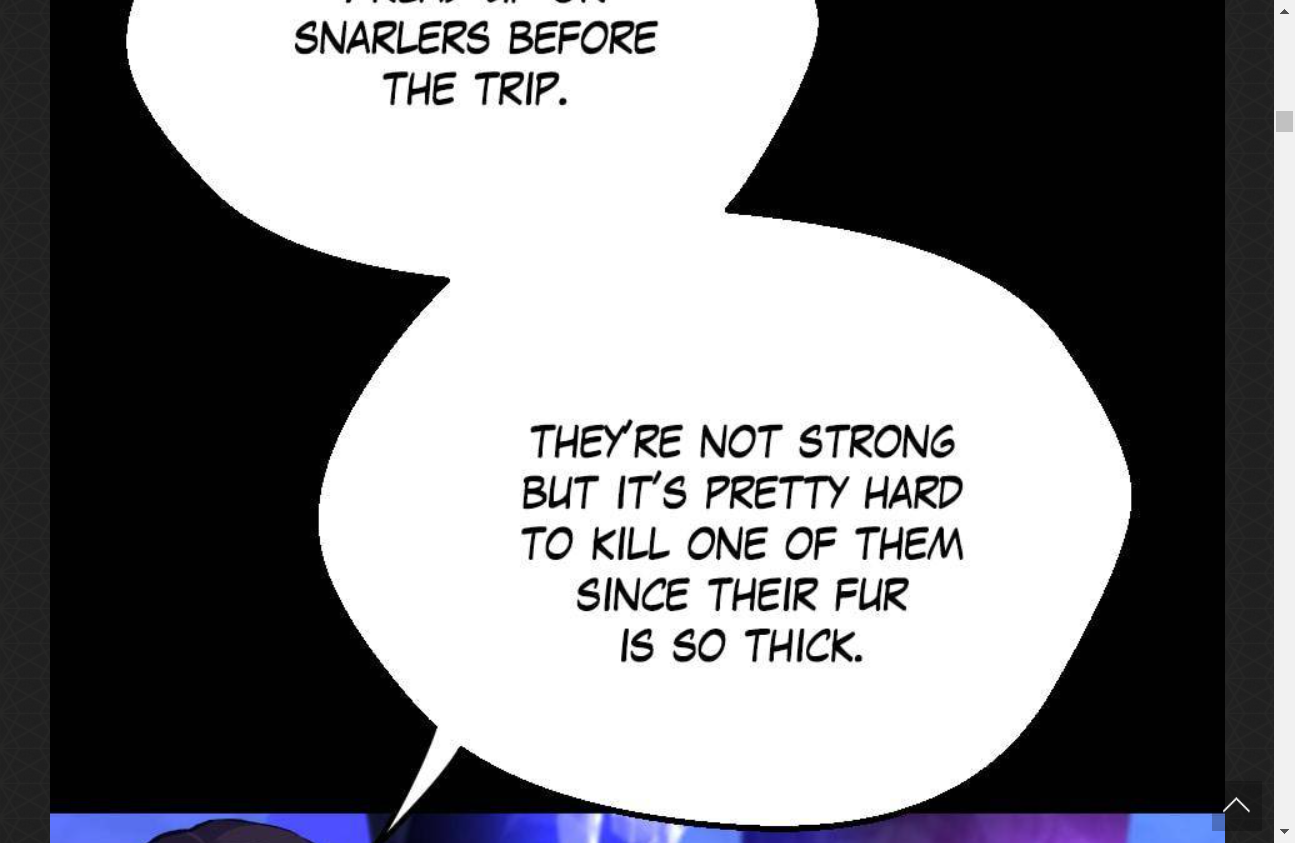 SNARLERS BEFORE
THE TRIP.
THEY'RE NOT STRONG
BUT IT'S PRETTY HARD
TO KILL ONE OF THEM
SINCE THEIR FUR
IS SO THICK.